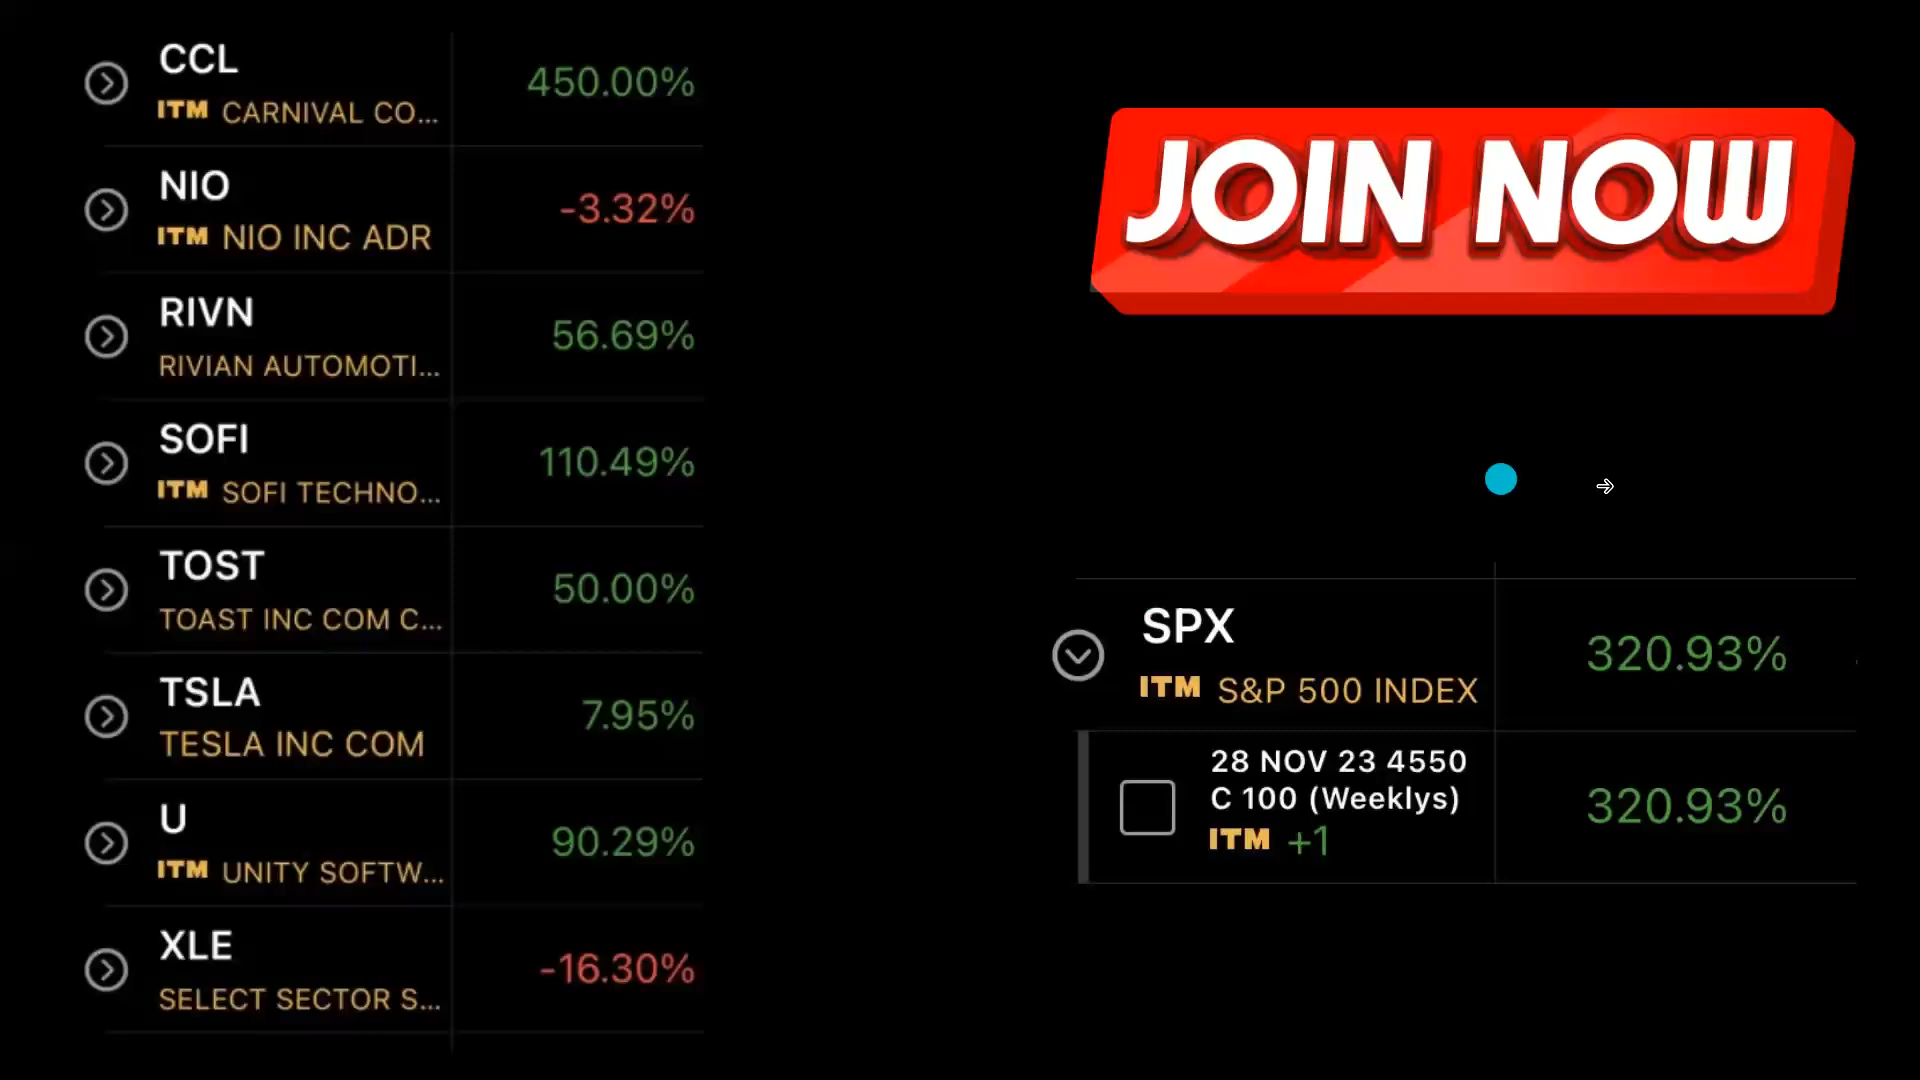 CCL
ITM CARNIVAL CO...
450.00%
NIO
ITM NIO INC ADR
-3.32%
RIVN
RIVIAN AUTOMOTI...
56.69%
SOFI
ITM SOFI TECHNO...
110.49%
TOST
TOAST INC COM C...
50.00%
TSLA
TESLA INC COM
7.95%
U
ITM UNITY SOFTW...
90.29%
XLE
SELECT SECTOR S...
-16.30%
JOIN NOW
SPX
ITM S&P 500 INDEX
320.93%
28 NOV 23 4550
C 100 (Weeklys)
ITM +1
320.93%